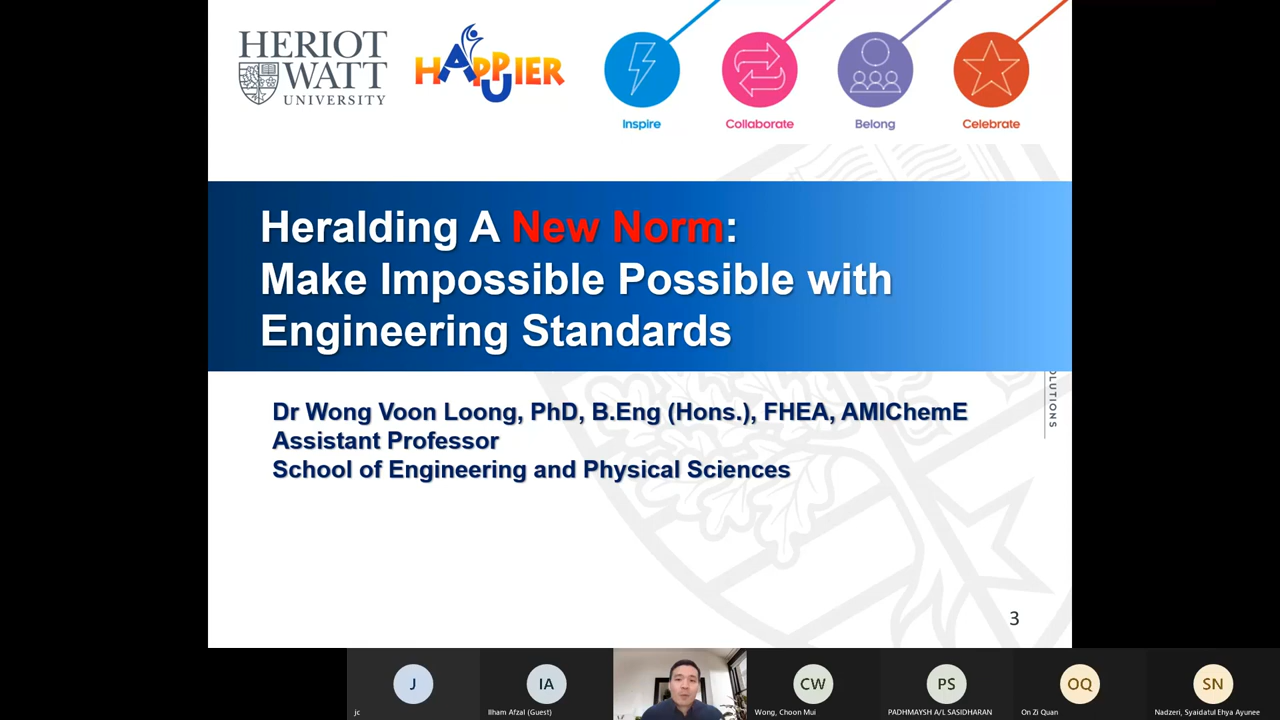 HERIOT
WATT
UNIVERSITY
HAPPIER
U
Inspire
Collaborate
Belong
Celebrate
Heralding A New Norm:
Make Impossible Possible with
Engineering Standards
OLUTIONS
Dr Wong Voon Loong, PhD, B.Eng (Hons.), FHEA, AMIChemE
Assistant Professor
School of Engineering and Physical Sciences
3
J
IA
CW
PS
OQ
SN
jc
Ilham Afzal (Guest)
Wong, Choon Mui
PADHMAYSH A/L SASIDHARAN
On Zi Quan
Nadzeri, Syaidatul Ehya Ayunee